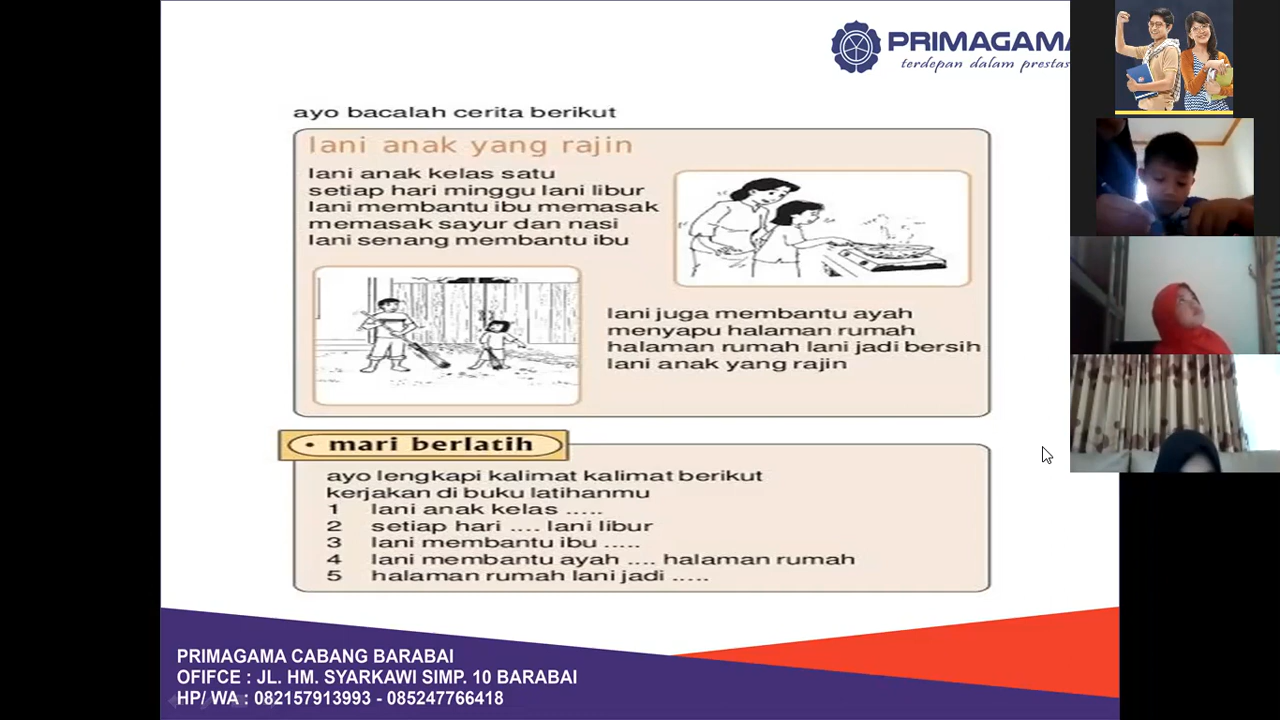 PRIMAGAMA
terdepan dalam prestas
ayo bacalah cerita berikut
lani anak yang rajin
lani anak kelas satu
setiap hari minggu lani libur
lani membantu ibu memasak
memasak sayur dan nasi
lani senang membantu ibu
lani juga membantu ayah
menyapu halaman rumah
halaman rumah lani jadi bersih
lani anak yang rajin
• mari berlatih
ayo lengkapi kalimat kalimat berikut
kerjakan di buku latihanmu
1 lani anak kelas .....
2 setiap hari .... lani libur
3 lani membantu ibu .....
4 lani membantu ayah .... halaman rumah
5 halaman rumah lani jadi .....
PRIMAGAMA CABANG BARABAI
OFIFCE : JL. HM. SYARKAWI SIMP. 10 BARABAI
HP/ WA : 082157913993 - 085247766418